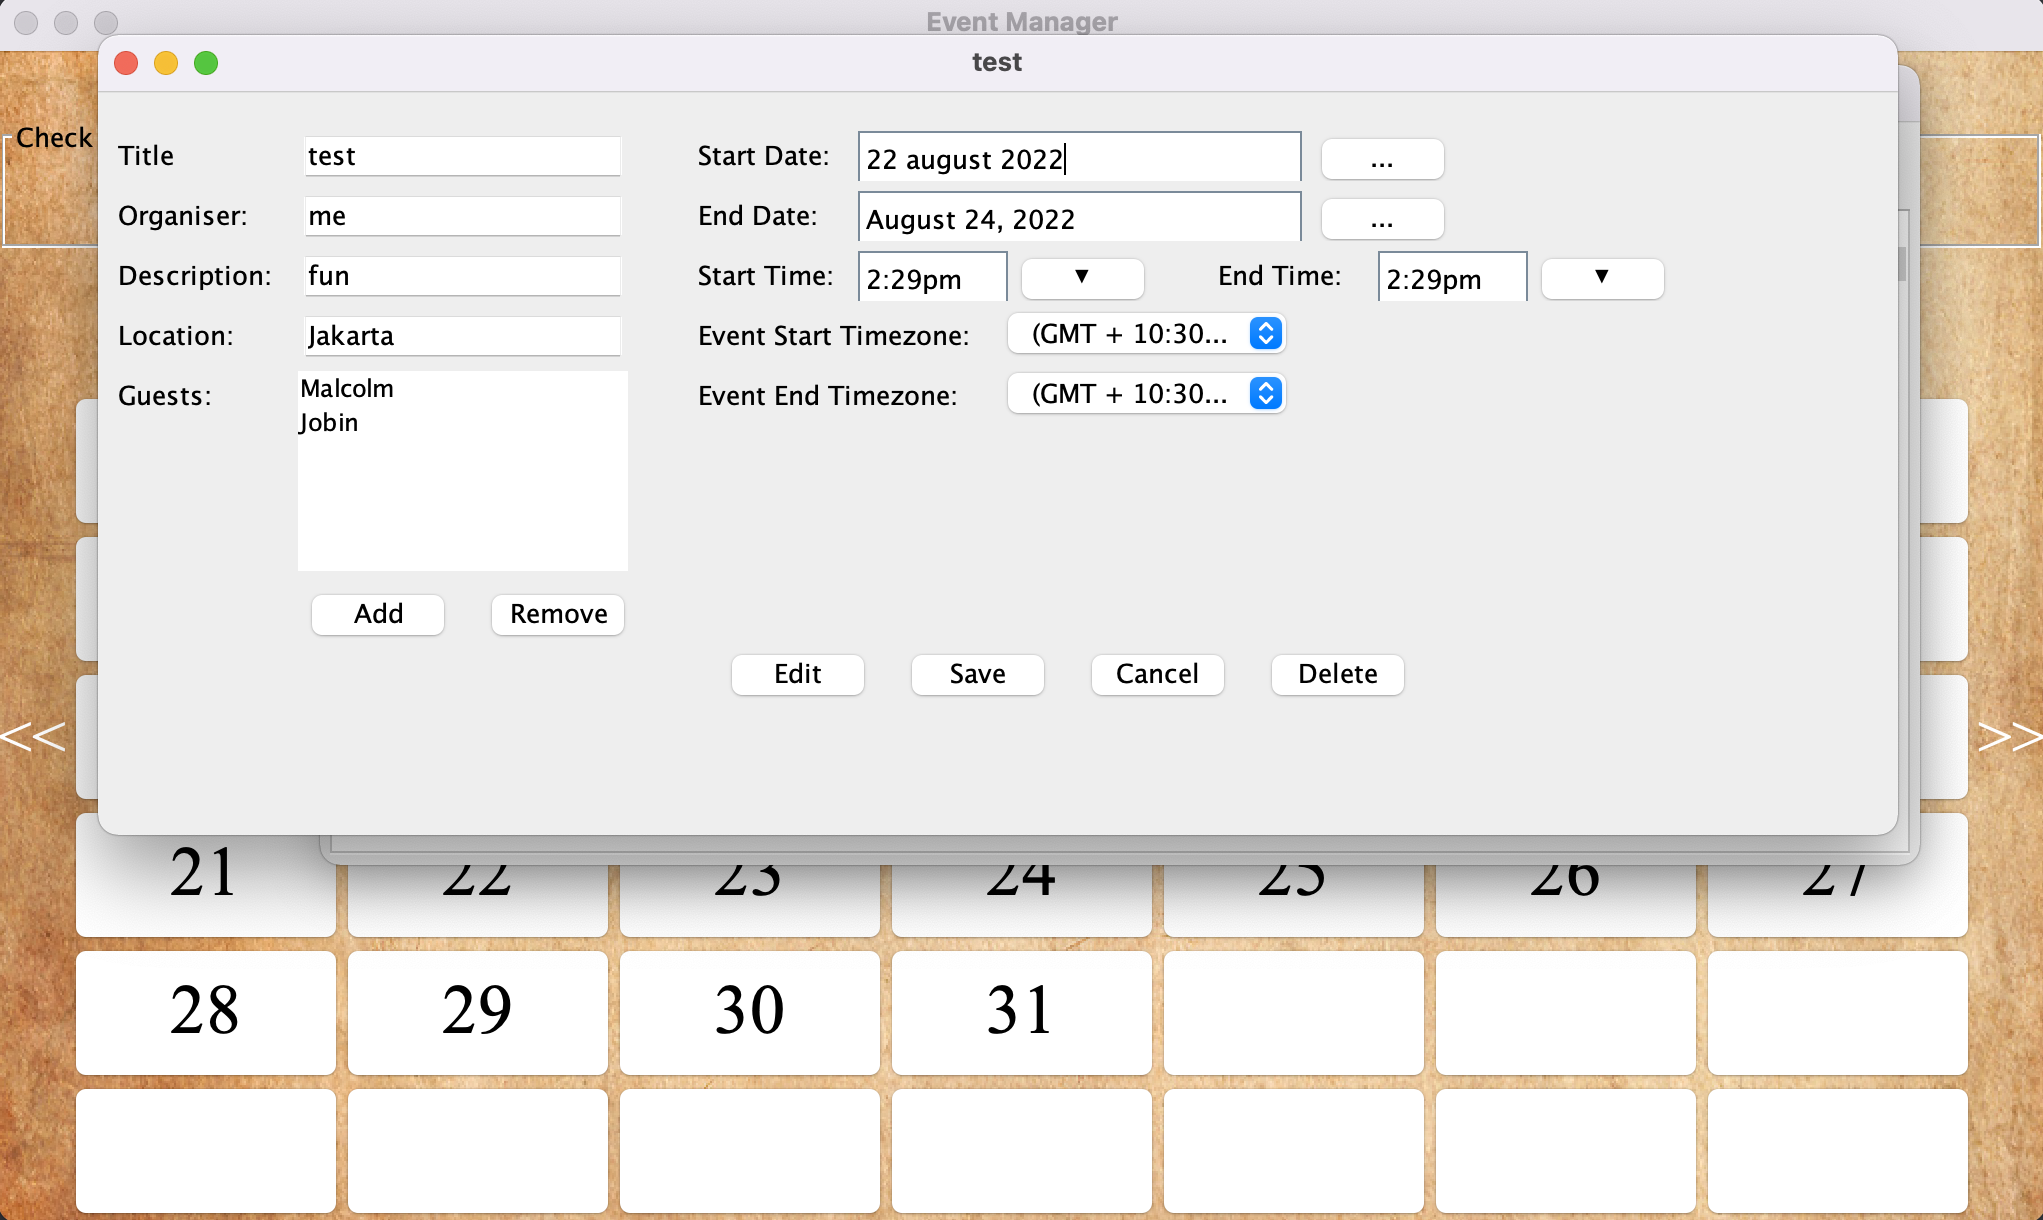 Event Manager
test
Check
Title
test
Start Date:
22 august 2022
...
Organiser:
me
End Date:
August 24, 2022
...
Description:
fun
Start Time:
2:29pm
▼
End Time:
2:29pm
▼
Location:
Jakarta
Event Start Timezone:
(GMT + 10:30...
Guests:
Malcolm
Jobin
Event End Timezone:
(GMT + 10:30...
Add
Remove
Edit
Save
Cancel
Delete
<<
>>
21 22 23 24 25 26 27
28 29 30 31